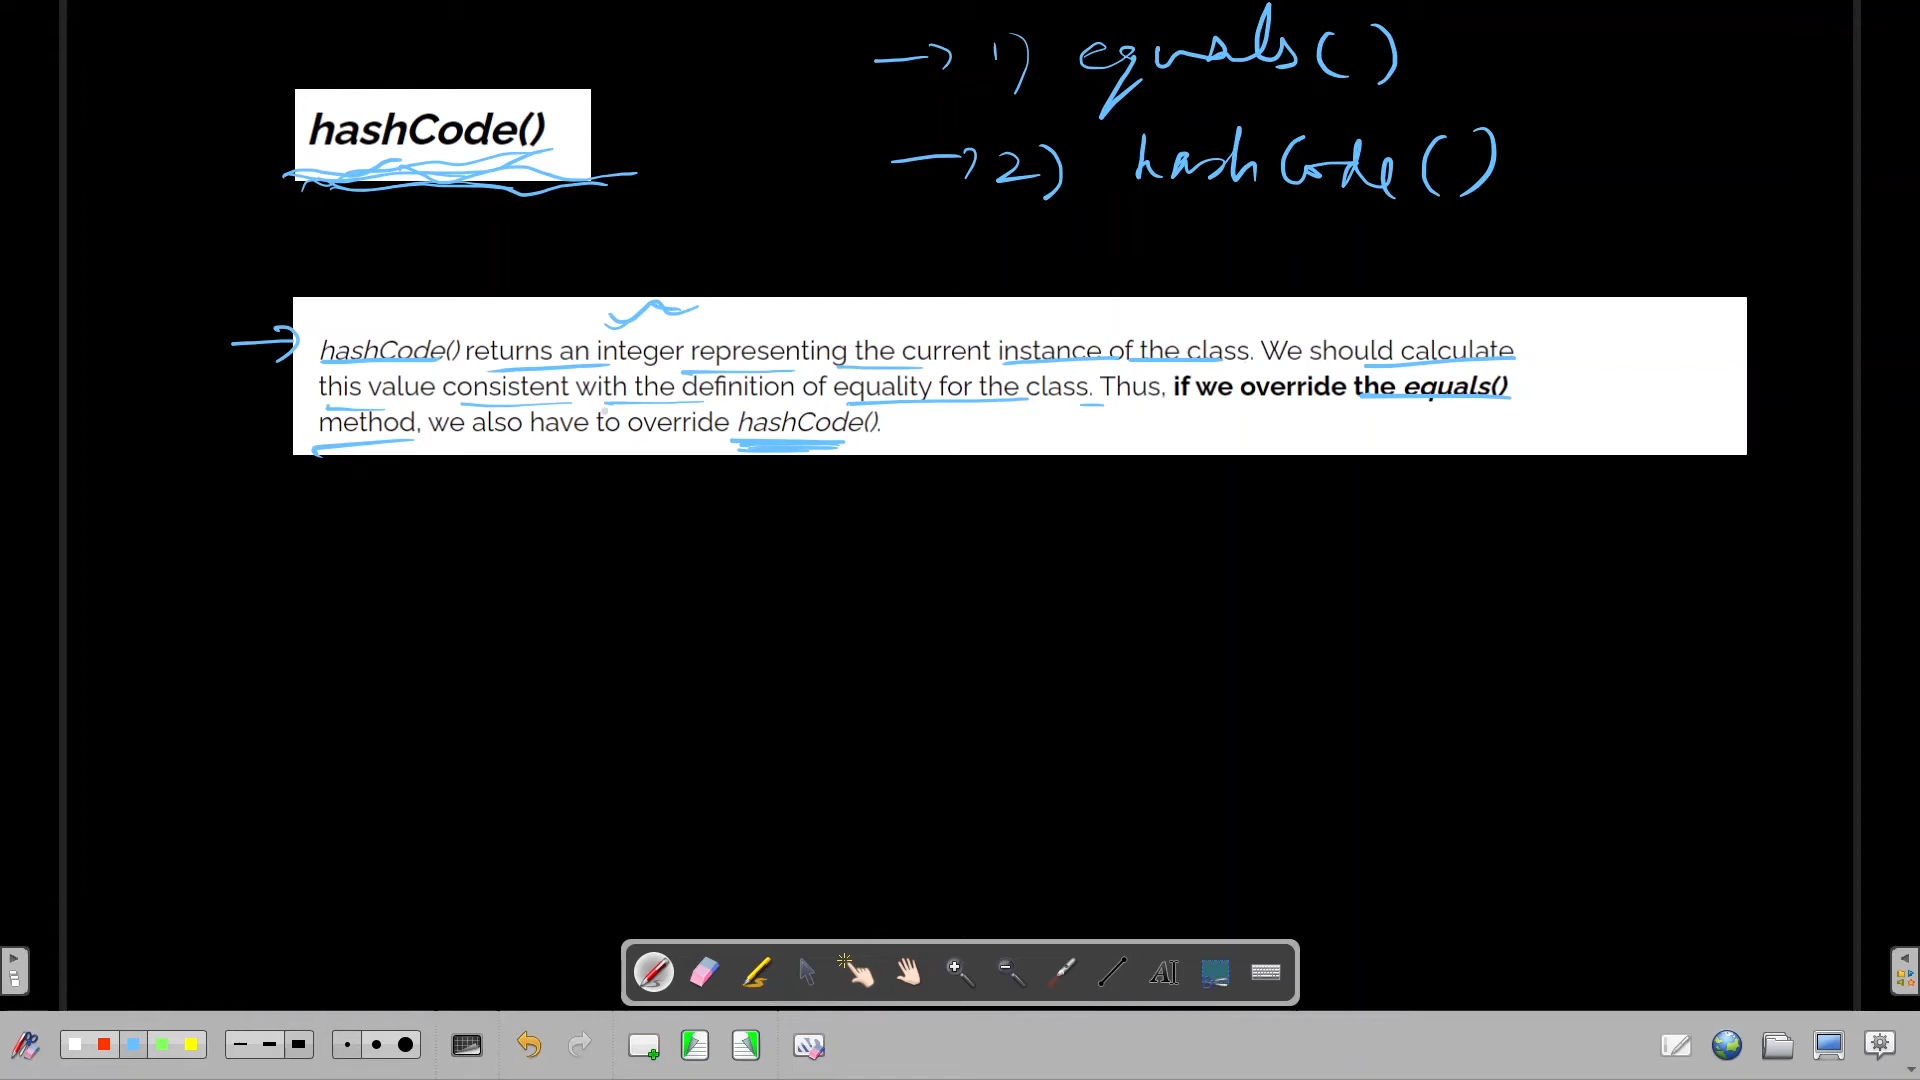 → 1) equals()
hashCode()
→ 2) hashCode()
hashCode() returns an integer representing the current instance of the class. We should calculate
this value consistent with the definition of equality for the class. Thus, if we override the equals()
method, we also have to override hashCode().
AI